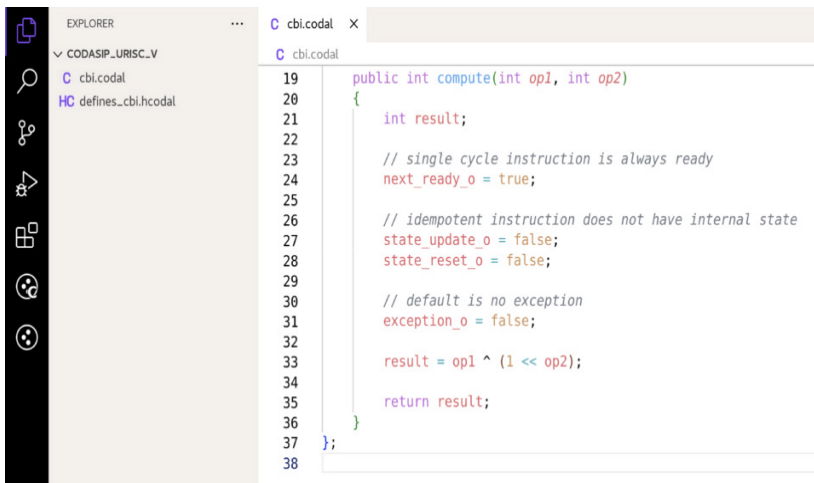 EXPLORER ...
CODASIP_URISC_V
C cbi.codal
HC defines_cbi.hcodal
C cbi.codal X
C cbi.codal
19 public int compute(int op1, int op2)
20 {
21 int result;
22
23 // single cycle instruction is always ready
24 next_ready_o = true;
25
26 // idempotent instruction does not have internal state
27 state_update_o = false;
28 state_reset_o = false;
29
30 // default is no exception
31 exception_o = false;
32
33 result = op1 ^ (1 << op2);
34
35 return result;
36 }
37 };
38